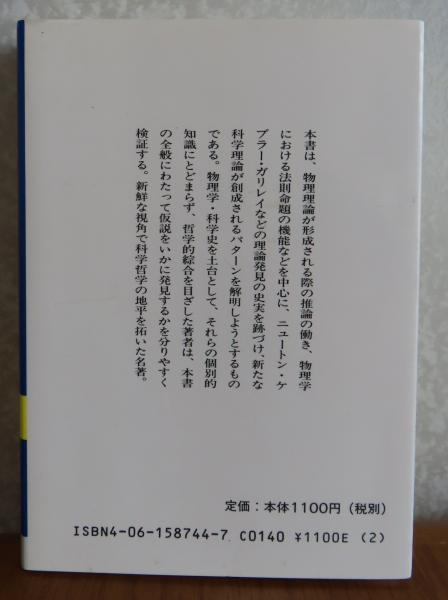 本書は、物理理論が形成される際の推論の働き、物理学
における法則命題の機能などを中心に、ニュートン・ケ
プラー・ガリレイなどの理論発見の史実を跡づけ、新たな
科学理論が創成されるパターンを解明しようとするもの
である。物理学・科学史を土台として、それらの個別的
知識にとどまらず、哲学的綜合を目ざした著者は、本書
の全般にわたって仮説をいかに発見するかを分りやすく
検証する。新鮮な視角で科学哲学の地平を拓いた名著。
定価:本体1100円(税別)
ISBN4-06-158744-7 C0140 ¥1100E (2)